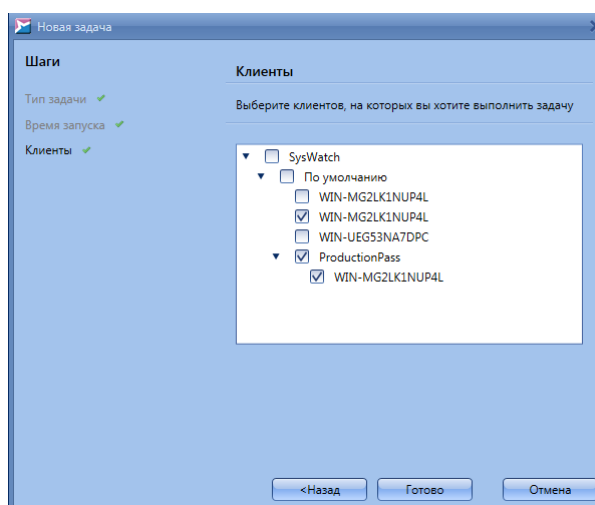 Новая задача
Шаги
Клиенты
Тип задачи
Выберите клиентов, на которых вы хотите выполнить задачу
Время запуска
Клиенты
SysWatch
По умолчанию
WIN-MG2LK1NUP4L
WIN-MG2LK1NUP4L
WIN-UEG53NA7DPC
ProductionPass
WIN-MG2LK1NUP4L
<Назад Готово Отмена